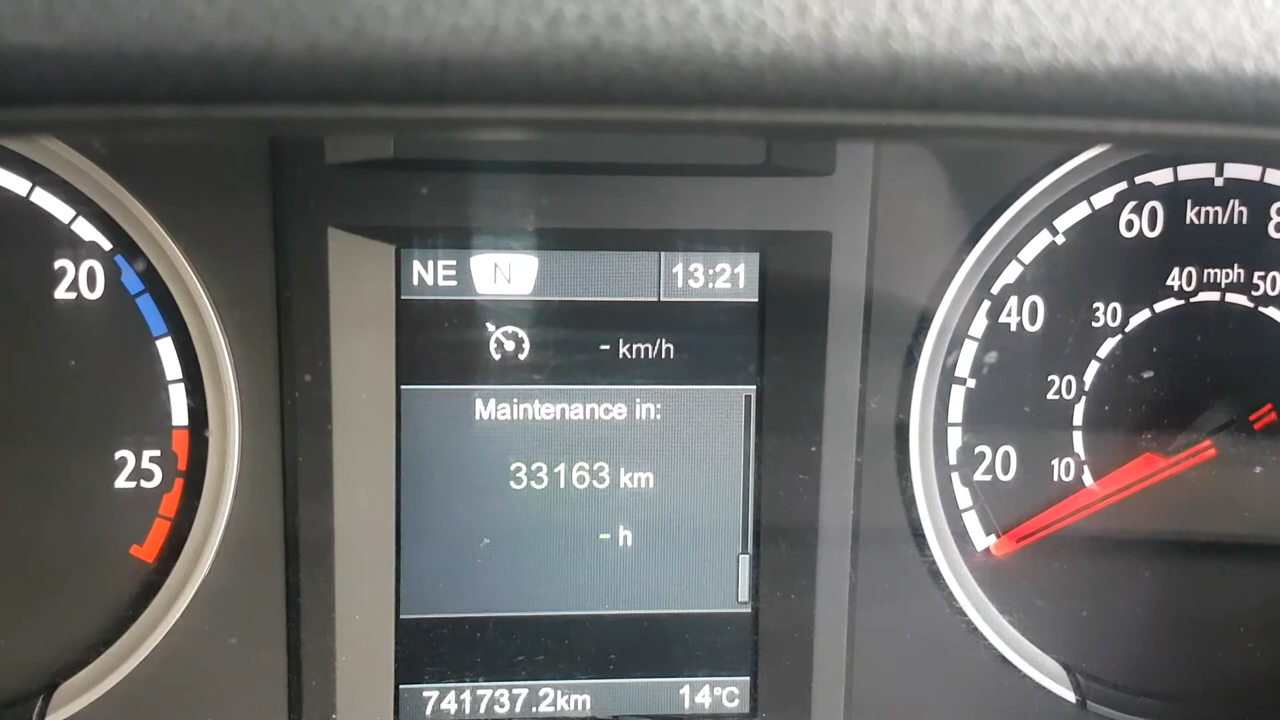 20
25
NE N 13:21
- km/h
Maintenance in:
33163 km
- h
741737.2km 14°C
60 km/h 8
40 mph 50
40 30
20
20 10